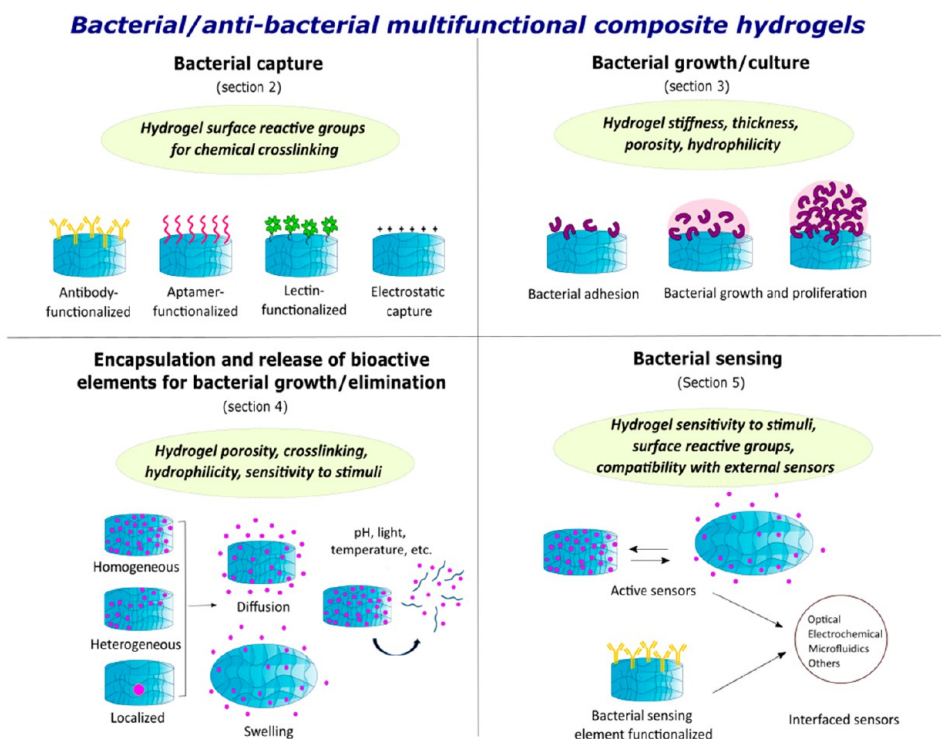 Bacterial/anti-bacterial multifunctional composite hydrogels
Bacterial capture
(section 2)
Hydrogel surface reactive groups
for chemical crosslinking
Antibody-
functionalized
Aptamer-
functionalized
Lectin-
functionalized
Electrostatic
capture
Bacterial growth/culture
(section 3)
Hydrogel stiffness, thickness,
porosity, hydrophilicity
Bacterial adhesion
Bacterial growth and proliferation
Encapsulation and release of bioactive
elements for bacterial growth/elimination
(section 4)
Hydrogel porosity, crosslinking,
hydrophilicity, sensitivity to stimuli
Homogeneous
Heterogeneous
Localized
Diffusion
Swelling
pH, light,
temperature, etc.
Bacterial sensing
(Section 5)
Hydrogel sensitivity to stimuli,
surface reactive groups,
compatibility with external sensors
Active sensors
Bacterial sensing
element functionalized
Optical
Electrochemical
Microfluidics
Others
Interfaced sensors